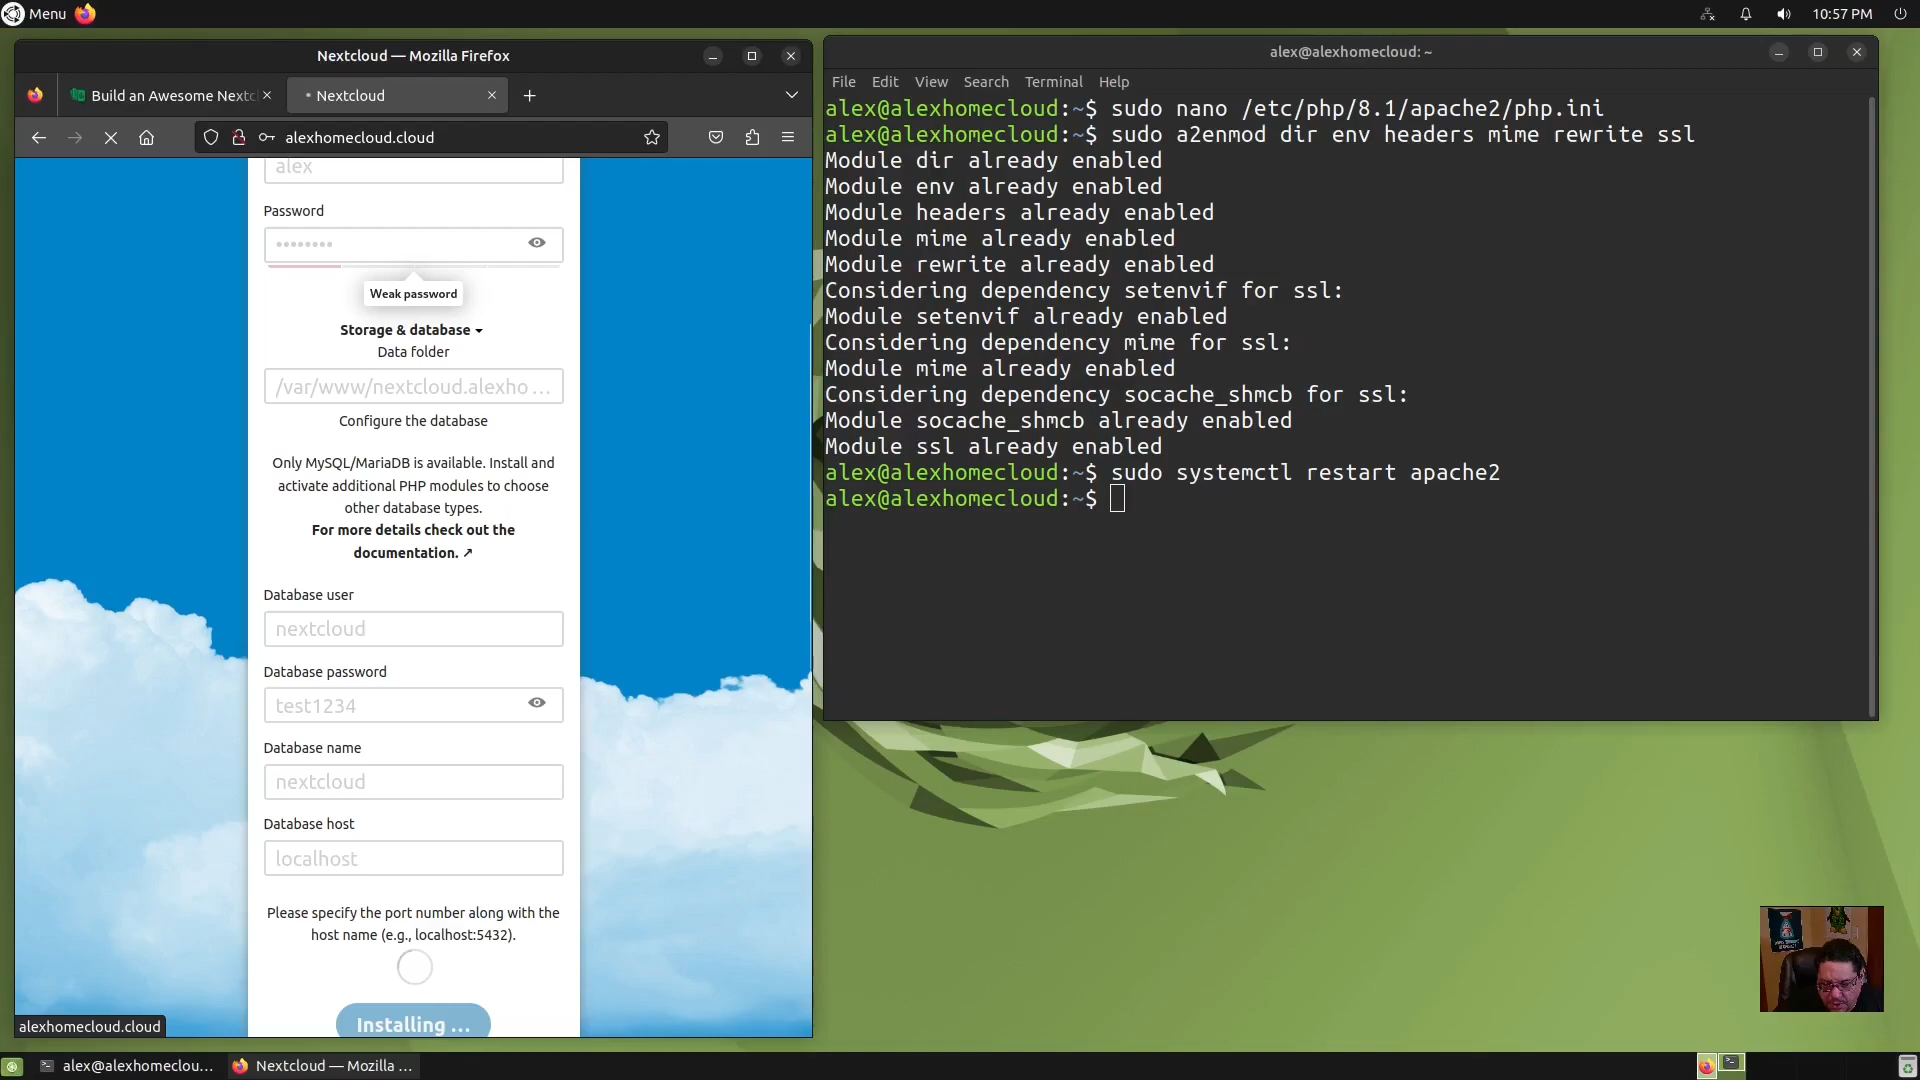 Menu
10:57 PM
Nextcloud — Mozilla Firefox
Build an Awesome Nextc
Nextcloud
alexhomecloud.cloud
alex
Password
••••••••
Weak password
Storage & database
Data folder
/var/www/nextcloud.alexho ...
Configure the database
Only MySQL/MariaDB is available. Install and
activate additional PHP modules to choose
other database types.
For more details check out the
documentation. ↗
Database user
nextcloud
Database password
test1234
Database name
nextcloud
Database host
localhost
Please specify the port number along with the
host name (e.g., localhost:5432).
Installing ...
alexhomecloud.cloud
alex@alexhomecloud: ~
File Edit View Search Terminal Help
alex@alexhomecloud:~$ sudo nano /etc/php/8.1/apache2/php.ini
alex@alexhomecloud:~$ sudo a2enmod dir env headers mime rewrite ssl
Module dir already enabled
Module env already enabled
Module headers already enabled
Module mime already enabled
Module rewrite already enabled
Considering dependency setenvif for ssl:
Module setenvif already enabled
Considering dependency mime for ssl:
Module mime already enabled
Considering dependency socache_shmcb for ssl:
Module socache_shmcb already enabled
Module ssl already enabled
alex@alexhomecloud:~$ sudo systemctl restart apache2
alex@alexhomecloud:~$
alex@alexhomeclou...
Nextcloud — Mozilla ...